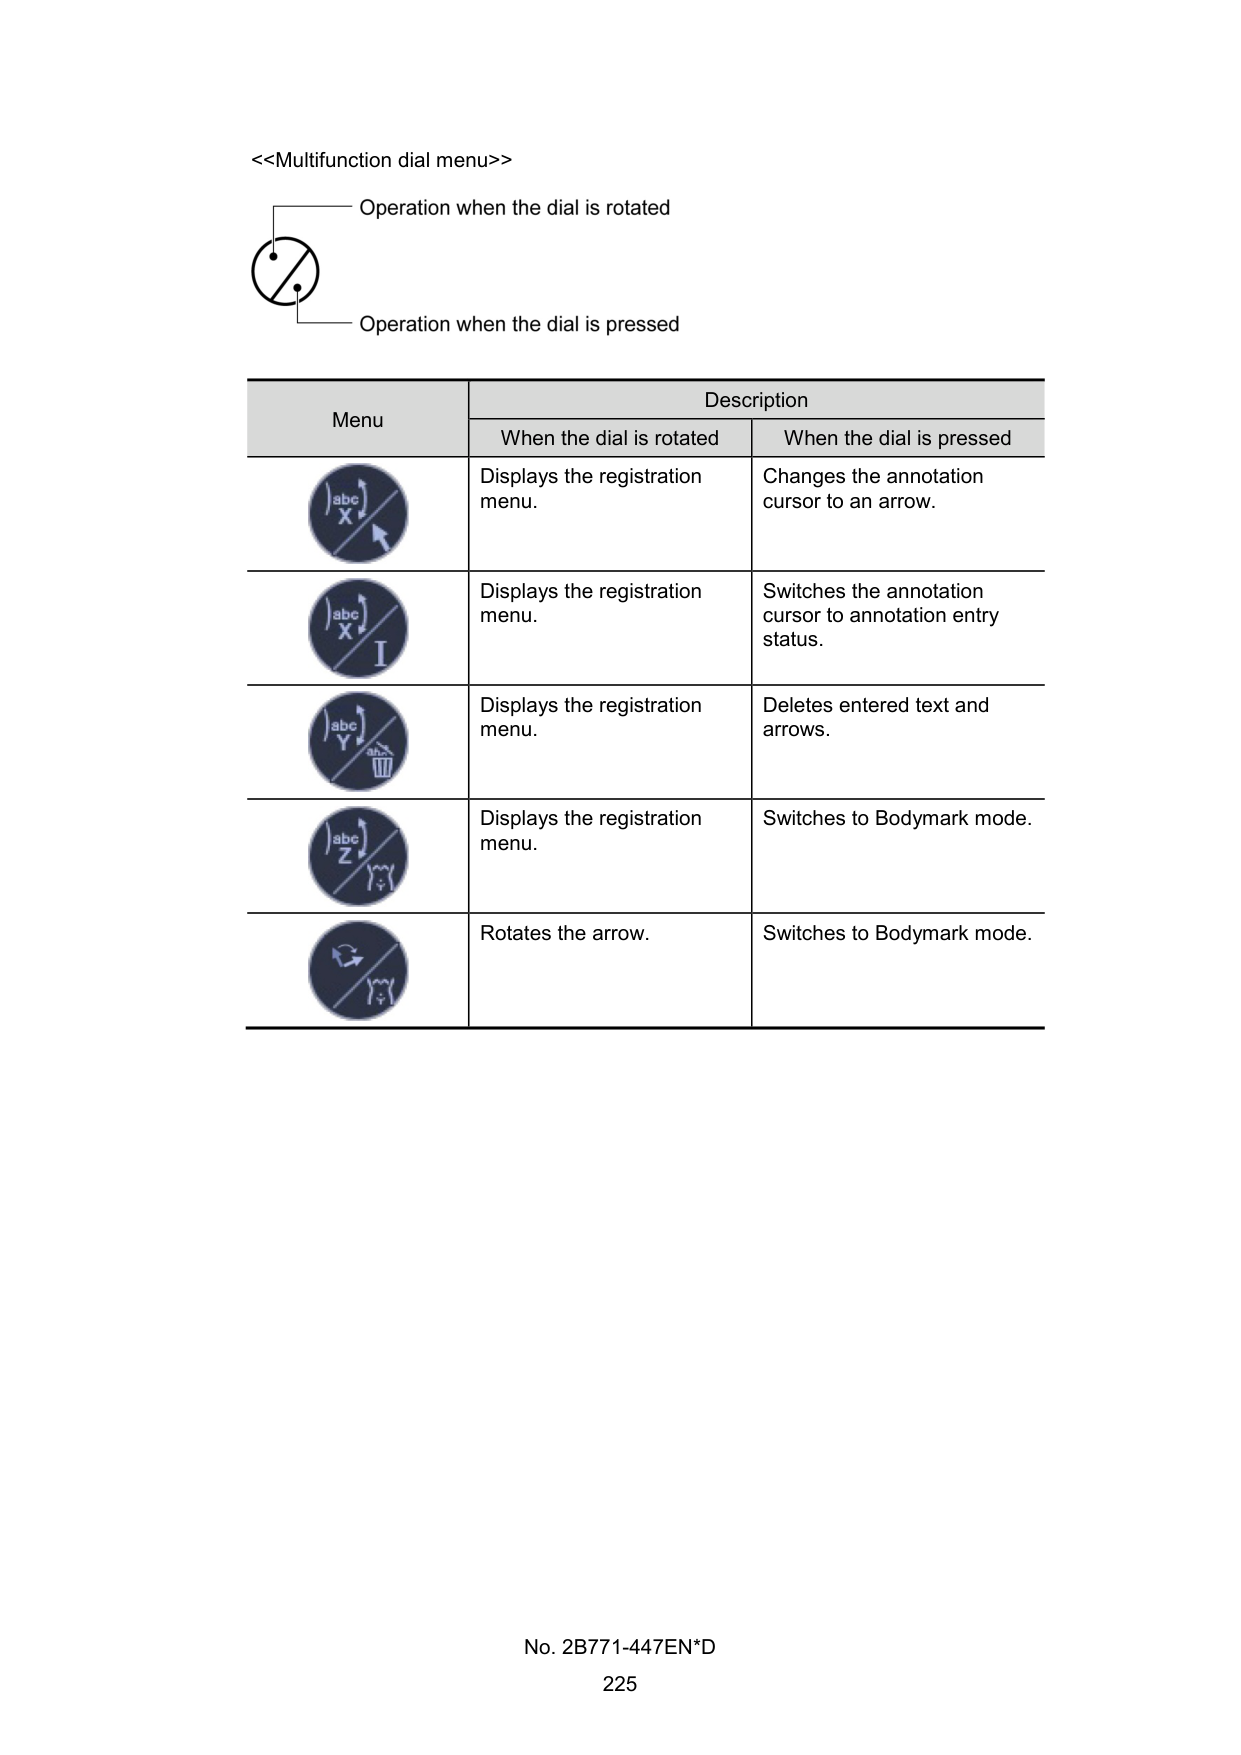 <<Multifunction dial menu>>
Operation when the dial is rotated
Operation when the dial is pressed
Menu
Description
When the dial is rotated
When the dial is pressed
abc
X
Displays the registration
menu.
Changes the annotation
cursor to an arrow.
abc
X
I
Displays the registration
menu.
Switches the annotation
cursor to annotation entry
status.
abc
Y
Displays the registration
menu.
Deletes entered text and
arrows.
abc
Z
Displays the registration
menu.
Switches to Bodymark mode.
Rotates the arrow.
Switches to Bodymark mode.
No. 2B771-447EN*D
225